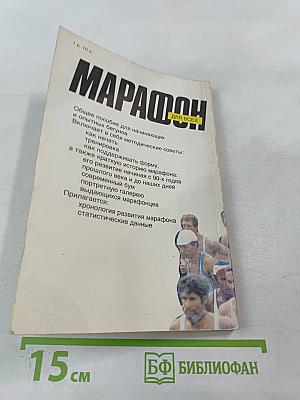 1 р. 10 к.
МАРАФОН
ДЛЯ ВСЕХ
Общее пособие для начинающих
и опытных бегунов
Включает в себя методические советы:
как начать
тренировка
как поддерживать форму,
а также краткую историю марафона:
его развитие начиная с 90-х годов
прошлого века и до наших дней
современный бум
портретную галерею
выдающихся марафонцев
Прилагается:
хронология развития марафона
статистические данные
15 см
БФ БИБЛИОФАН